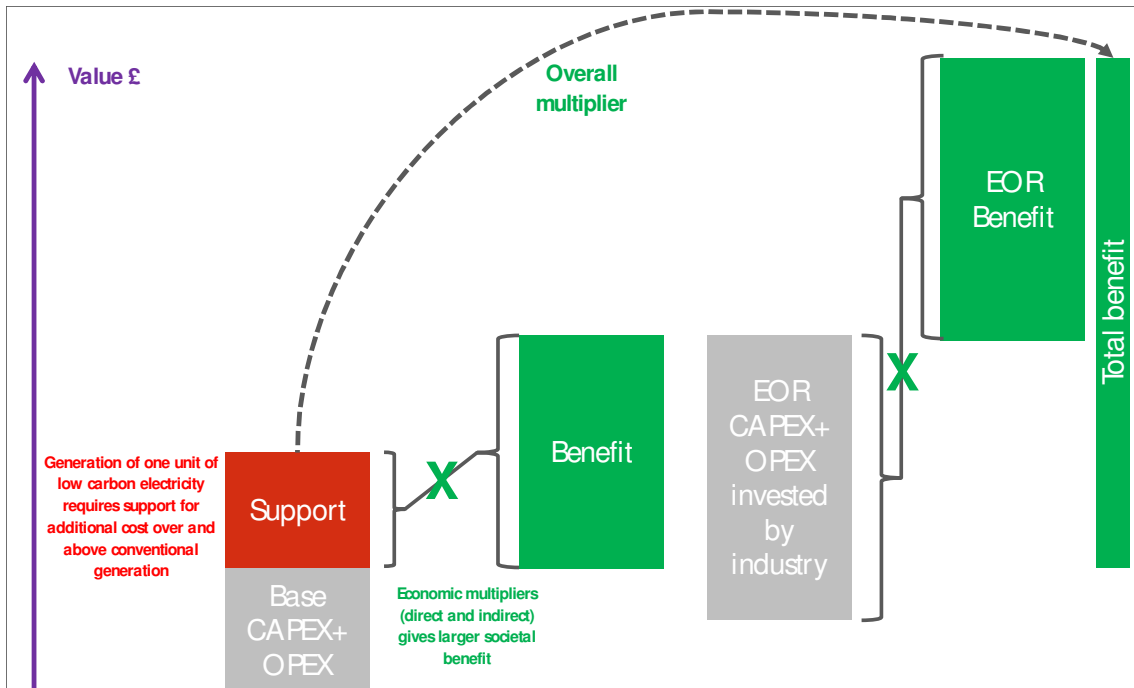 Value £
Overall
multiplier
EOR
Benefit
Total benefit
EOR
CAPEX+
OPEX
invested
by
industry
X
Benefit
X
Generation of one unit of
low carbon electricity
requires support for
additional cost over and
above conventional
generation
Support
Base
CAPEX+
OPEX
Economic multipliers
(direct and indirect)
gives larger societal
benefit